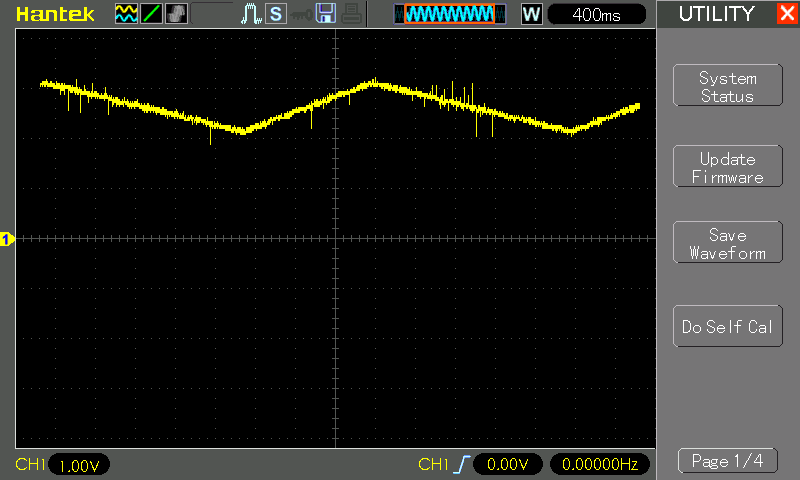 Hantek
S
W
400ms
UTILITY
System
Status
Update
Firmware
Save
Waveform
Do Self Cal
Page 1/4
1
CH1 1.00V
CH1 0.00V 0.00000Hz